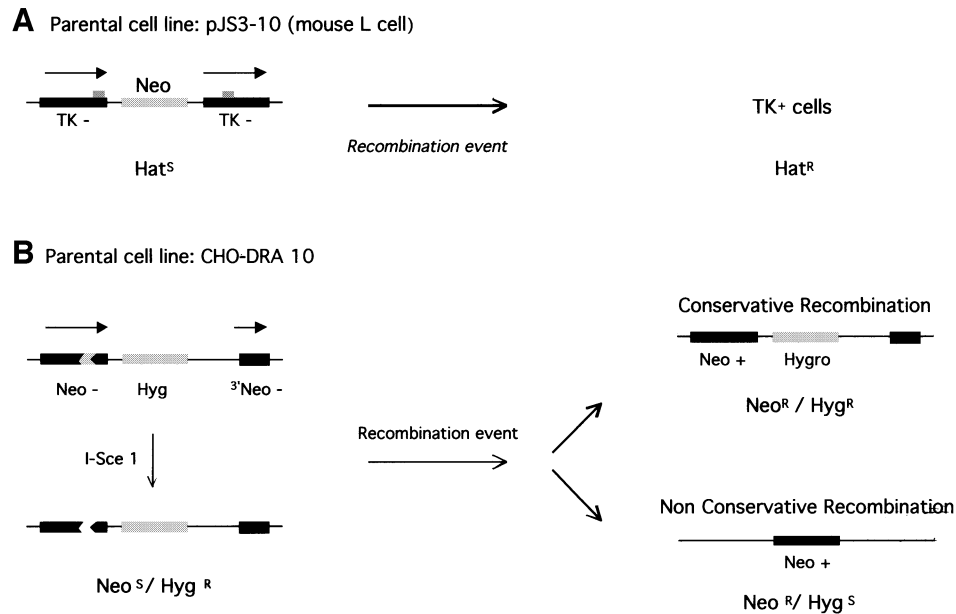 A Parental cell line: pJS3-10 (mouse L cell)
Neo
TK - TK -
Hat S
Recombination event
TK+ cells
Hat R
B Parental cell line: CHO-DRA 10
Neo - Hyg 3'Neo -
I-Sce 1
Neo S / Hyg R
Recombination event
Conservative Recombination
Neo + Hygro
Neo R / Hyg R
Non Conservative Recombination
Neo +
Neo R/ Hyg S